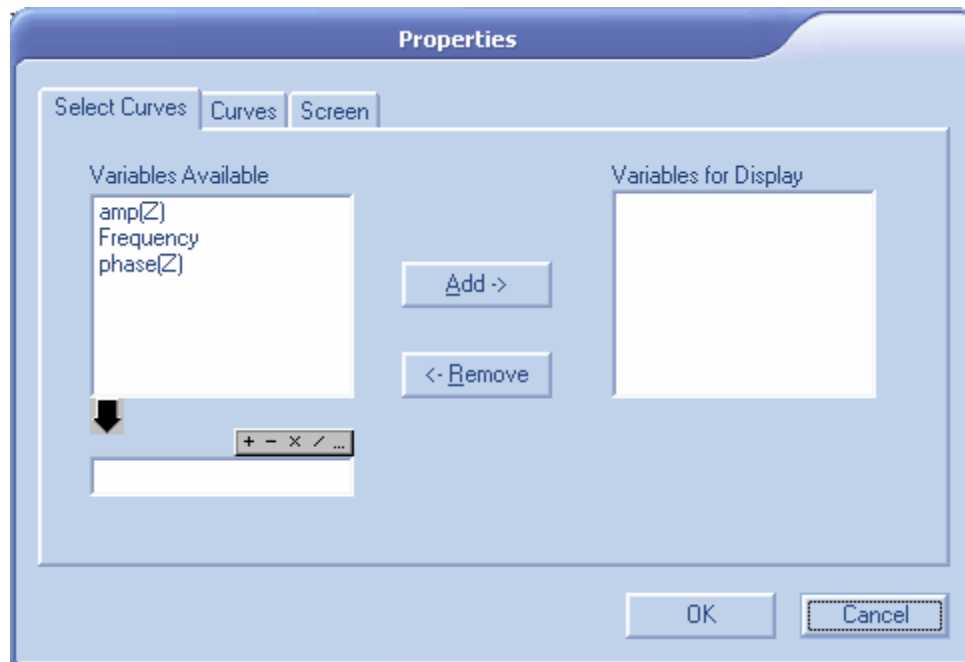 Properties
Select Curves
Curves
Screen
Variables Available
amp(Z)
Frequency
phase(Z)
Add ->
<- Remove
Variables for Display
+ - × / ...
OK
Cancel